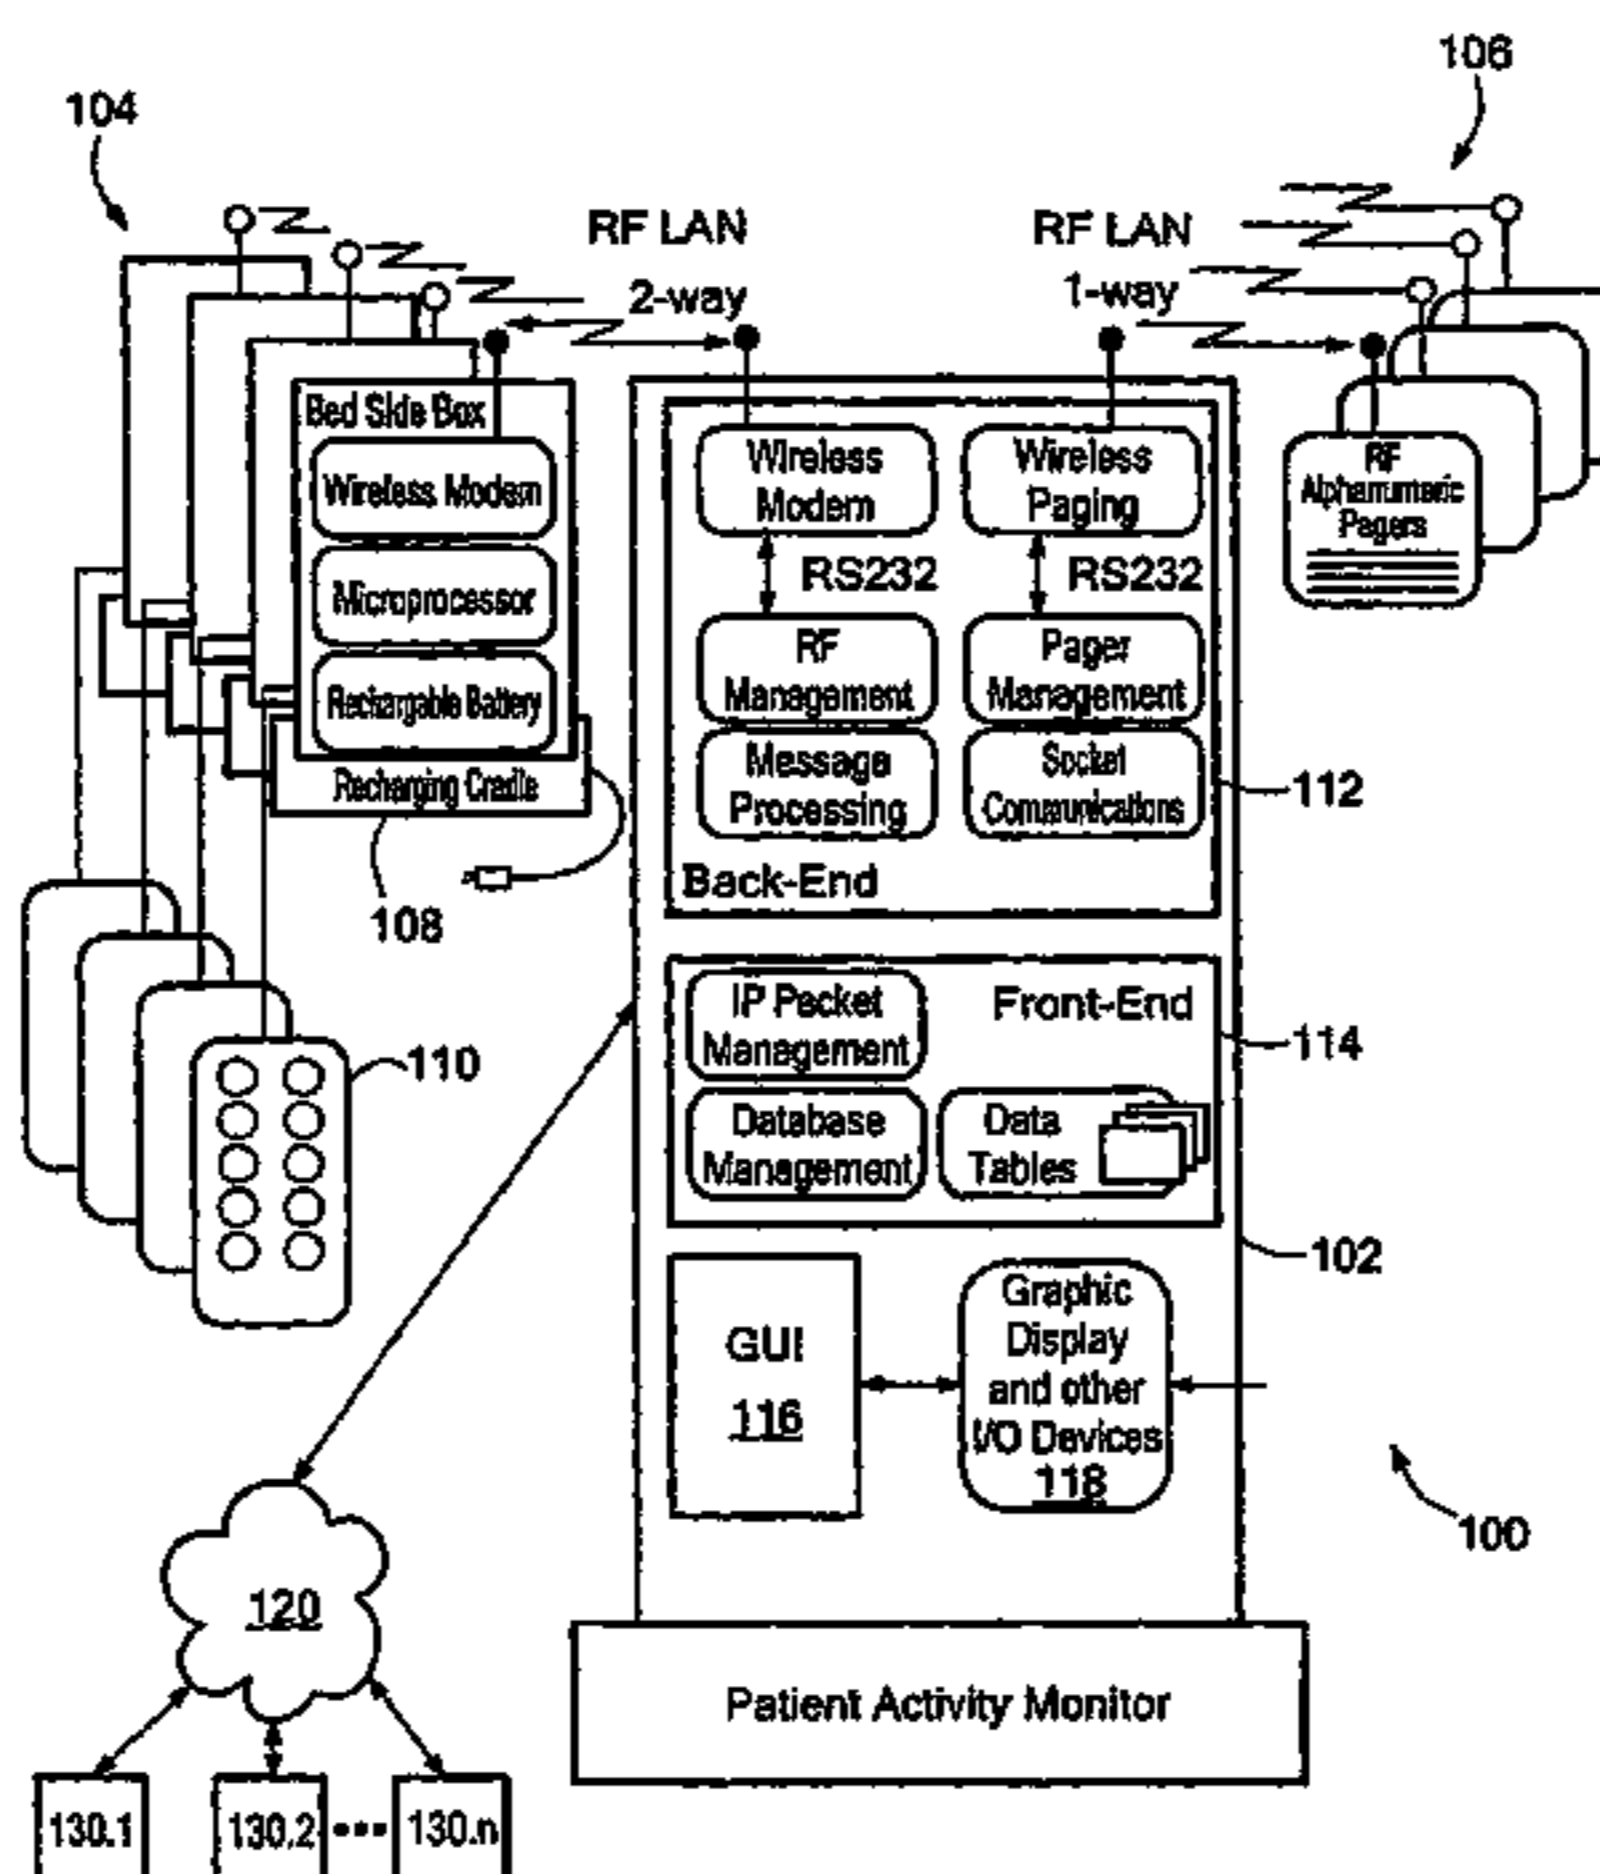 106
104
RF LAN
2-way
RF LAN
1-way
Bed Side Box
Wireless Modem
Microprocessor
Rechargable Battery
Recharging Cradle
108
110
Wireless
Modem
RS232
RF
Management
Message
Processing
Wireless
Paging
RS232
Pager
Management
Socket
Communications
Back-End
112
RF
Alphanumeric
Pagers
IP Packet
Management
Front-End
114
Database
Management
Data
Tables
102
GUI
116
Graphic
Display
and other
I/O Devices
118
100
120
Patient Activity Monitor
130.1
130.2
•••
130.n